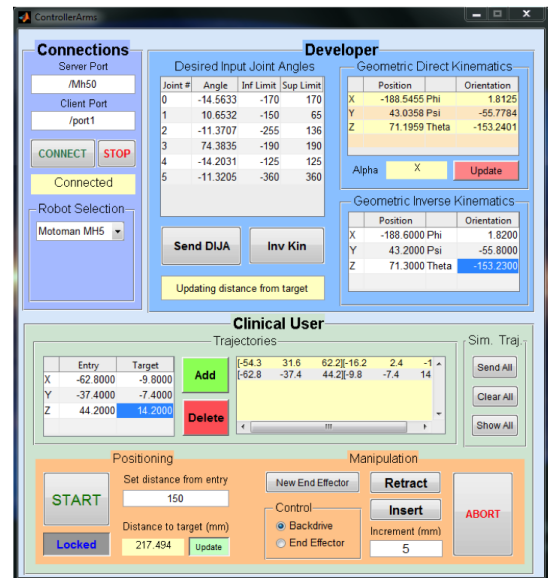 ControllerArms
Connections
Server Port
/Mh50
Client Port
/port1
CONNECT STOP
Connected
Robot Selection
Motoman MH5
Developer
Desired Input Joint Angles
Joint # Angle Inf Limit Sup Limit
0 -14.5633 -170 170
1 10.6532 -150 65
2 -11.3707 -255 136
3 74.3835 -190 190
4 -14.2031 -125 125
5 -11.3205 -360 360
Send DIJA Inv Kin
Updating distance from target
Geometric Direct Kinematics
Position Orientation
X -188.5455 Phi 1.8125
Y 43.0358 Psi -55.7784
Z 71.1959 Theta -153.2401
Alpha X Update
Geometric Inverse Kinematics
Position Orientation
X -188.6000 Phi 1.8200
Y 43.2000 Psi -55.8000
Z 71.3000 Theta -153.2300
Clinical User
Trajectories
Entry Target
X -62.8000 -9.8000
Y -37.4000 -7.4000
Z 44.2000 14.2000
Add
Delete
[-54.3 31.6 62.2][-16.2 2.4 -1
[-62.8 -37.4 44.2][-9.8 -7.4 14
Sim. Traj.
Send All
Clear All
Show All
Positioning
START
Locked
Set distance from entry
150
Distance to target (mm)
217.494 Update
Manipulation
New End Effector
Control
Backdrive
End Effector
Retract
Insert
Increment (mm)
5
ABORT